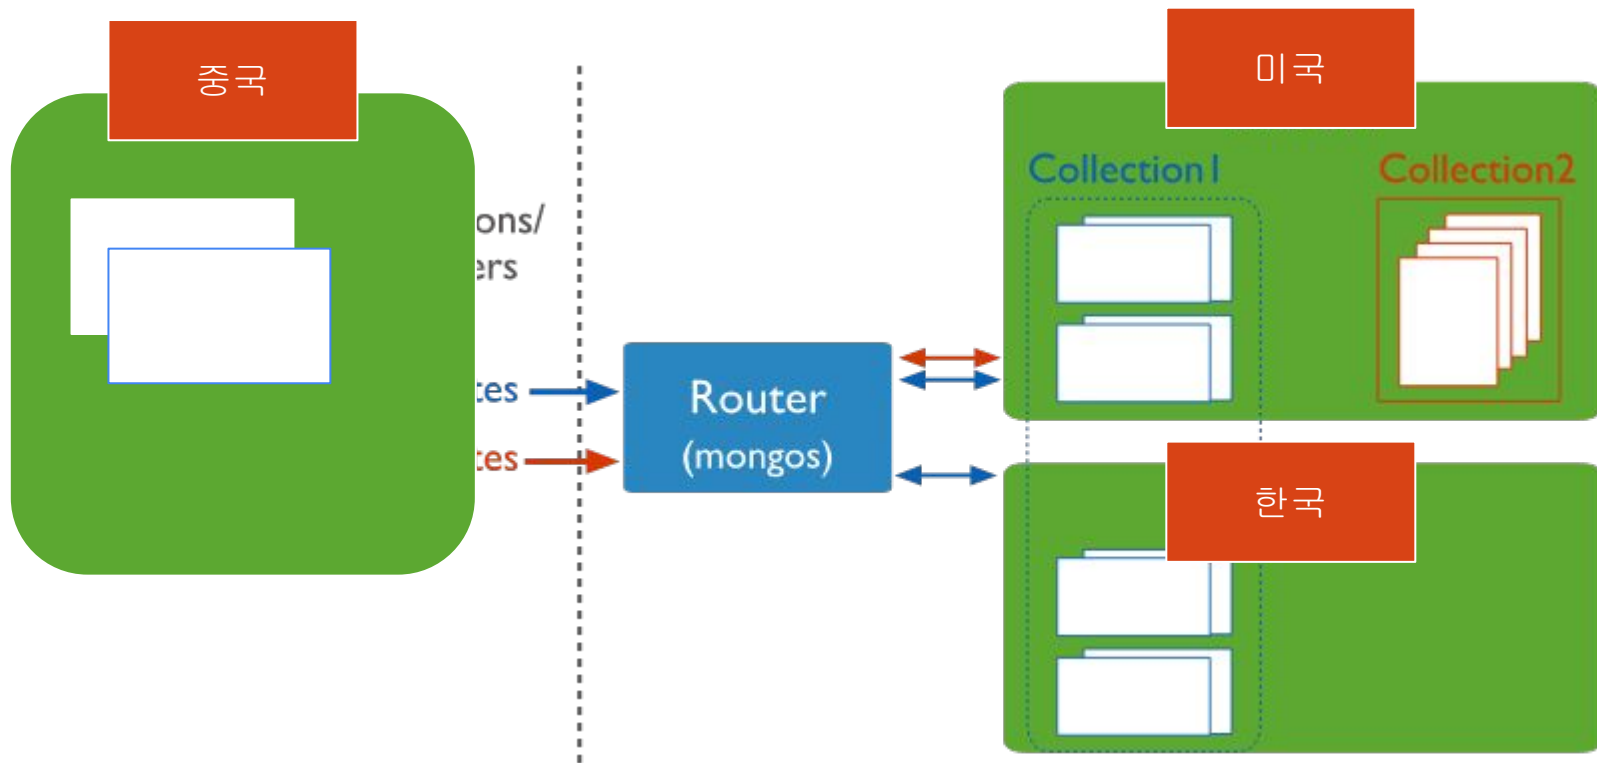 중국
미국
Collection1
Collection2
ons/
ers
tes
tes
Router
(mongos)
한국